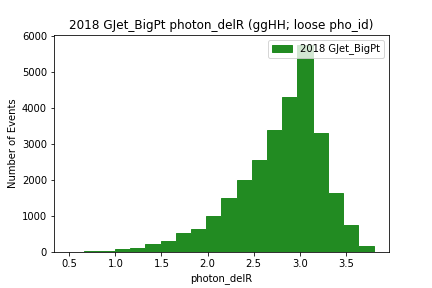 2018 GJet_BigPt photon_delR (ggHH; loose pho_id)
2018 GJet_BigPt
Number of Events
6000
5000
4000
3000
2000
1000
0
0.5 1.0 1.5 2.0 2.5 3.0 3.5
photon_delR